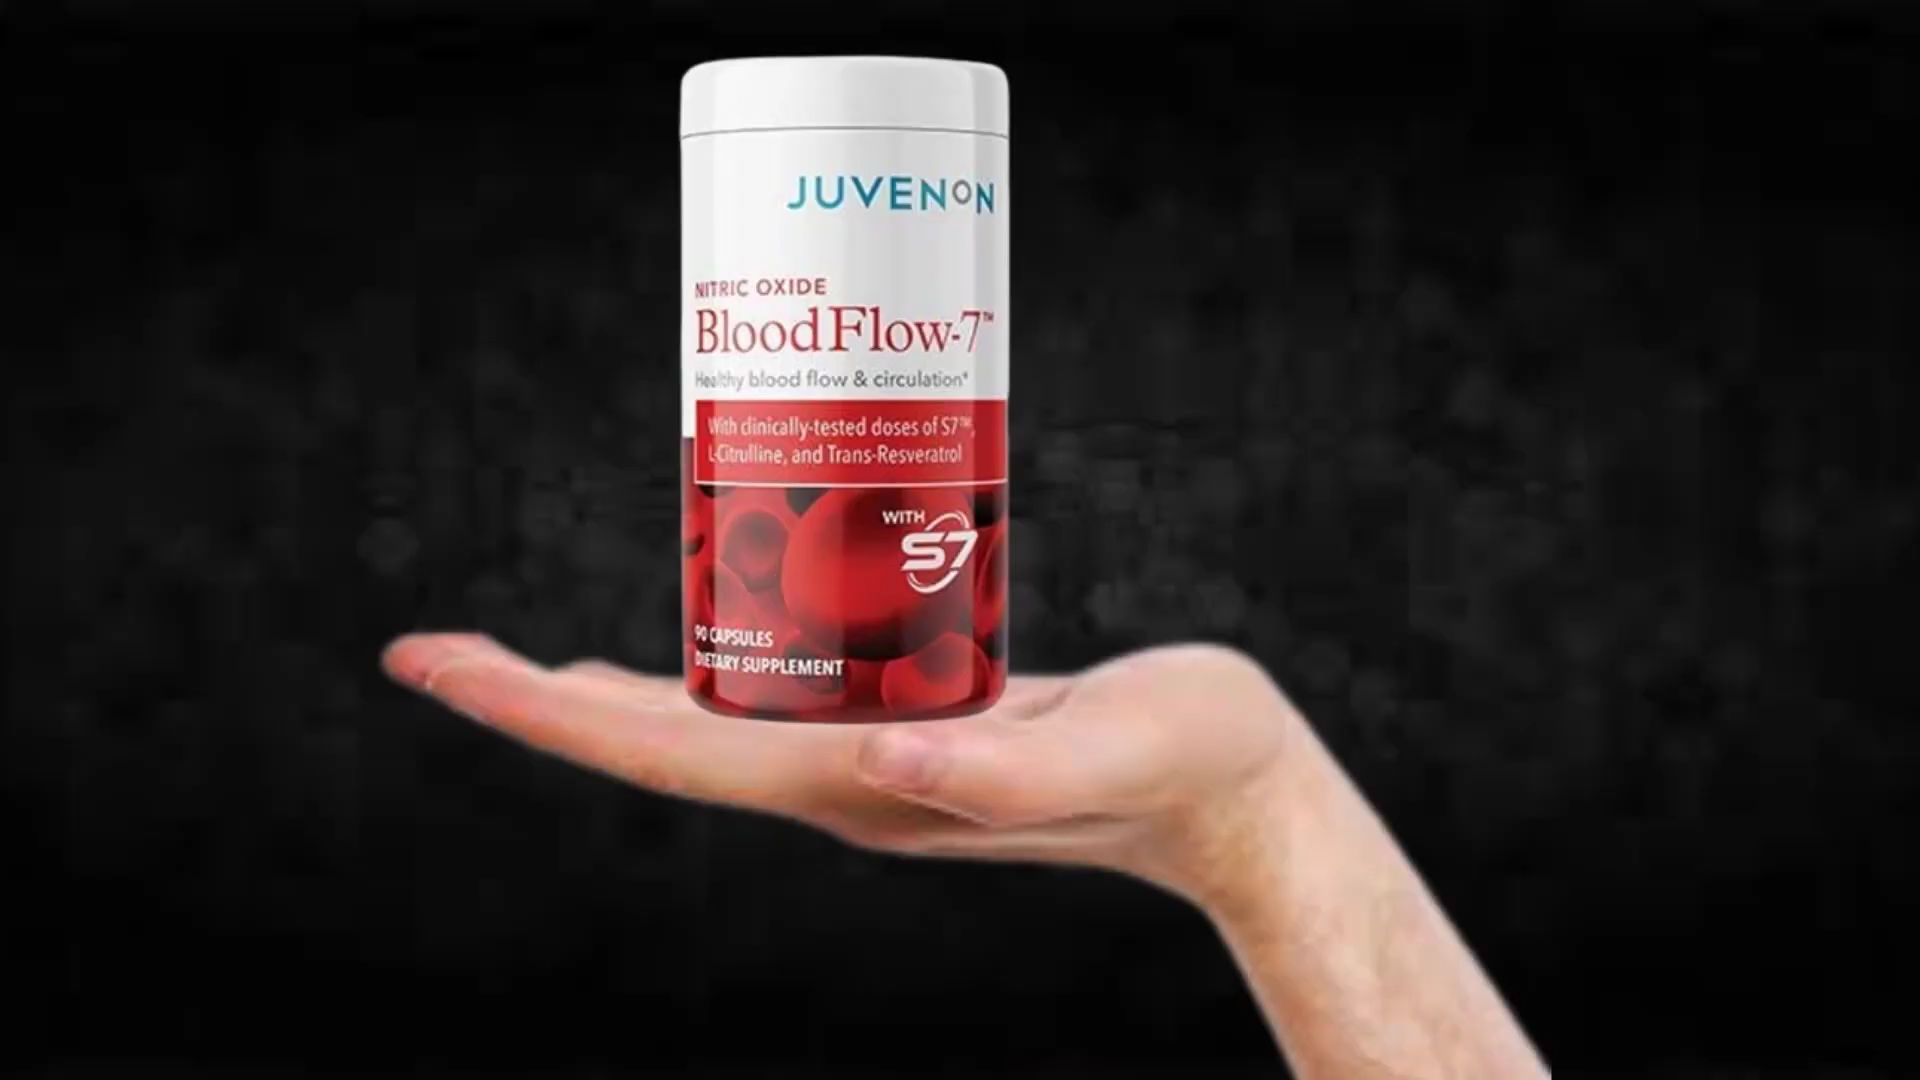 JUVENON
NITRIC OXIDE
BloodFlow-7™
Healthy blood flow & circulation*
With clinically-tested doses of S7™,
L-Citrulline, and Trans-Resveratrol
WITH
S7
90 CAPSULES
DIETARY SUPPLEMENT